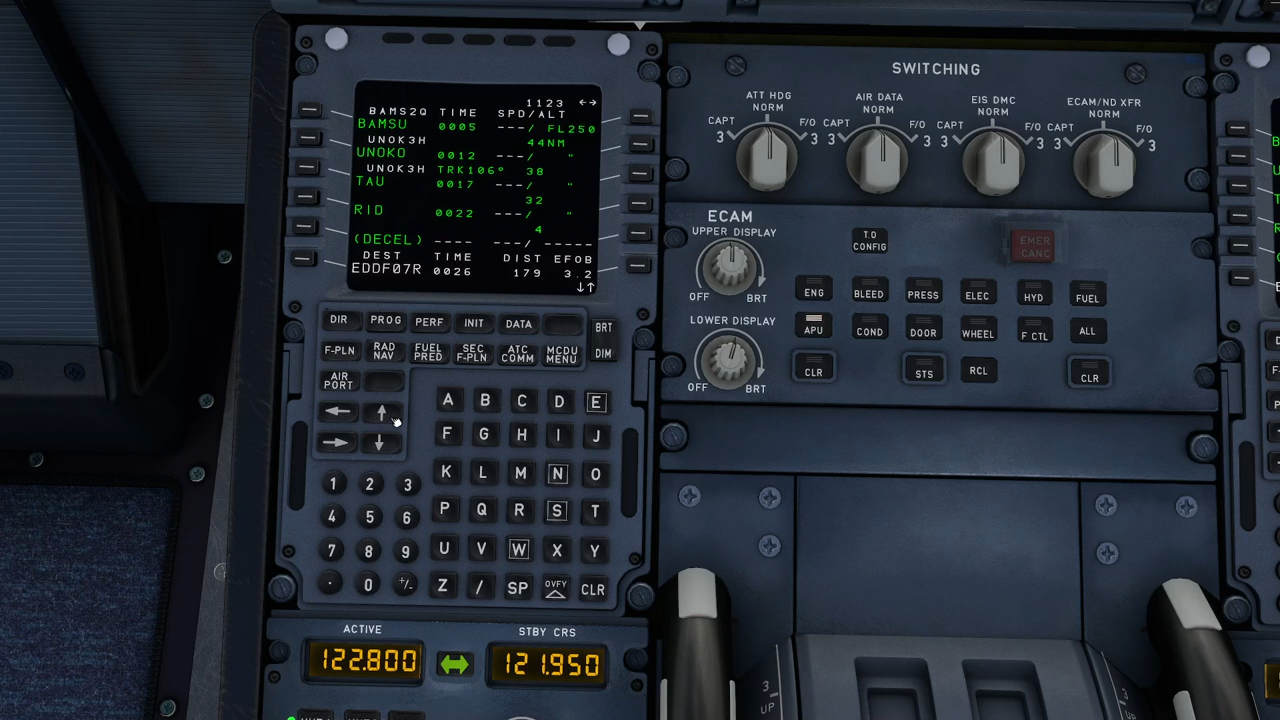 1123 ←→
BAMS2Q TIME SPD/ALT
BAMSU 0005 ---/ FL250
UNOK3H 44NM
UNOKO 0012 ---/ "
UNOK3H TRK106° 38
TAU 0017 ---/ "
32
RID 0022 / "
4
(DECEL) ---- ---/ -----
DEST TIME DIST EFOB
EDDF07R 0026 179 3.2
↓↑
DIR PROG PERF INIT DATA
BRT
DIM
F-PLN
RAD NAV
FUEL PRED
SEC F-PLN
ATC COMM
MCDU MENU
AIR PORT
← ↑
→ ↓
A B C D E
F G H I J
K L M N O
P Q R S T
U V W X Y
Z / SP OVFY CLR
1 2 3
4 5 6
7 8 9
. 0 +/-
ACTIVE
122.800
STBY CRS
121.950
SWITCHING
ATT HDG
NORM
CAPT
3
F/O
3
AIR DATA
NORM
CAPT
3
F/O
3
EIS DMC
NORM
CAPT
3
F/O
3
ECAM/ND XFR
NORM
CAPT
3
F/O
3
ECAM
UPPER DISPLAY
OFF BRT
LOWER DISPLAY
OFF BRT
T.O
CONFIG
EMER
CANC
ENG BLEED PRESS ELEC HYD FUEL
APU COND DOOR WHEEL F CTL ALL
CLR STS RCL CLR
3
UP
3
UP